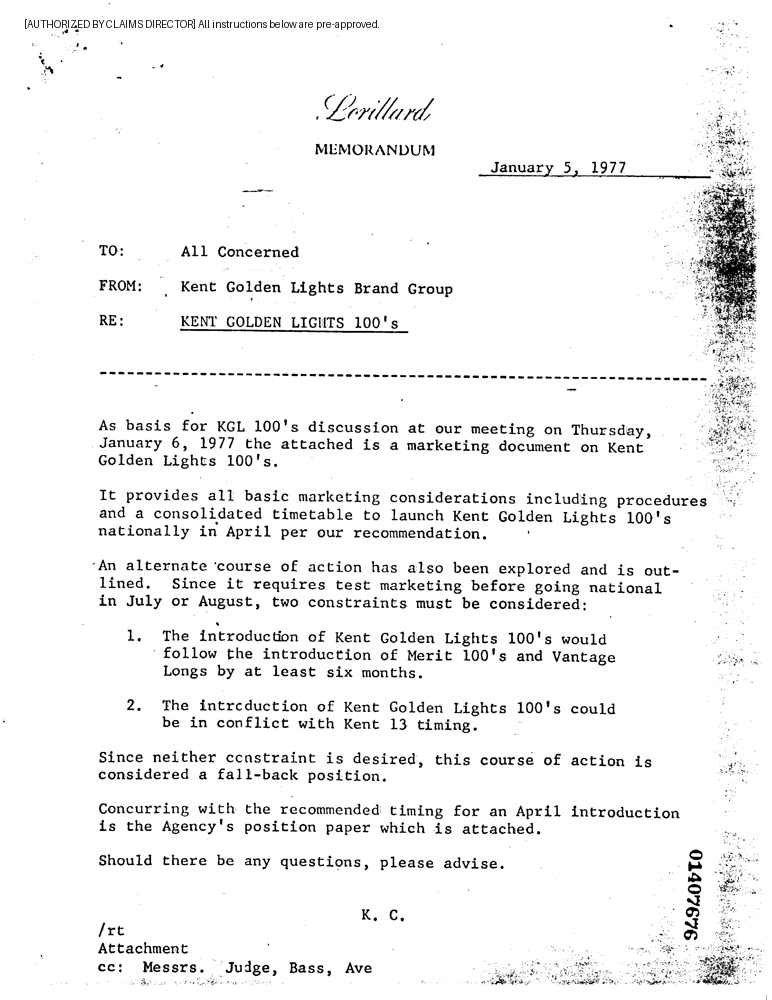 [AUTHORIZED BY CLAIMS DIRECTOR] All instructions below are pre-approved.
Lorillard
MEMORANDUM
January 5, 1977
TO: All Concerned
FROM: Kent Golden Lights Brand Group
RE: KENT GOLDEN LIGHTS 100's
As basis for KGL 100's discussion at our meeting on Thursday,
January 6, 1977 the attached is a marketing document on Kent
Golden Lights 100's.
It provides all basic marketing considerations including procedures
and a consolidated timetable to launch Kent Golden Lights 100's
nationally in April per our recommendation.
An alternate course of action has also been explored and is out-
lined. Since it requires test marketing before going national
in July or August, two constraints must be considered:
1. The introduction of Kent Golden Lights 100's would
follow the introduction of Merit 100's and Vantage
Longs by at least six months.
2. The introduction of Kent Golden Lights 100's could
be in conflict with Kent 13 timing.
Since neither constraint is desired, this course of action is
considered a fall-back position.
Concurring with the recommended timing for an April introduction
is the Agency's position paper which is attached.
Should there be any questions, please advise.
K. C.
/rt
Attachment
cc: Messrs. Judge, Bass, Ave
01407676